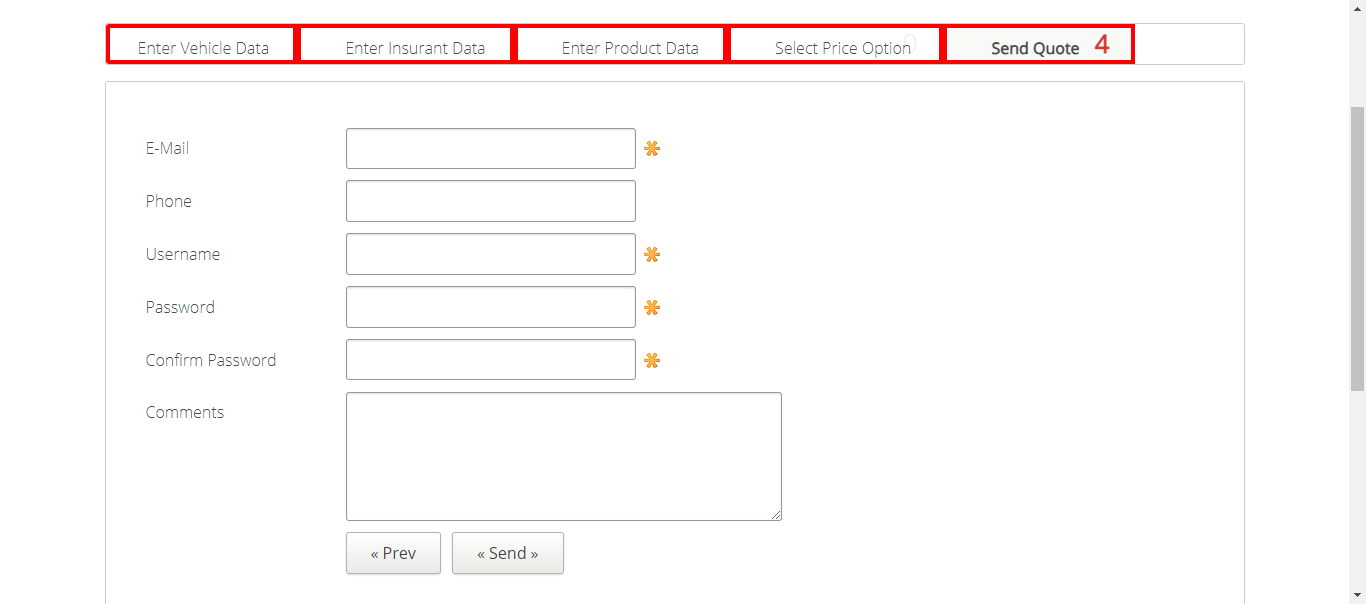 Enter Vehicle Data Enter Insurant Data Enter Product Data Select Price Option 0 Send Quote 4
E-Mail *
Phone
Username *
Password *
Confirm Password *
Comments
« Prev « Send »